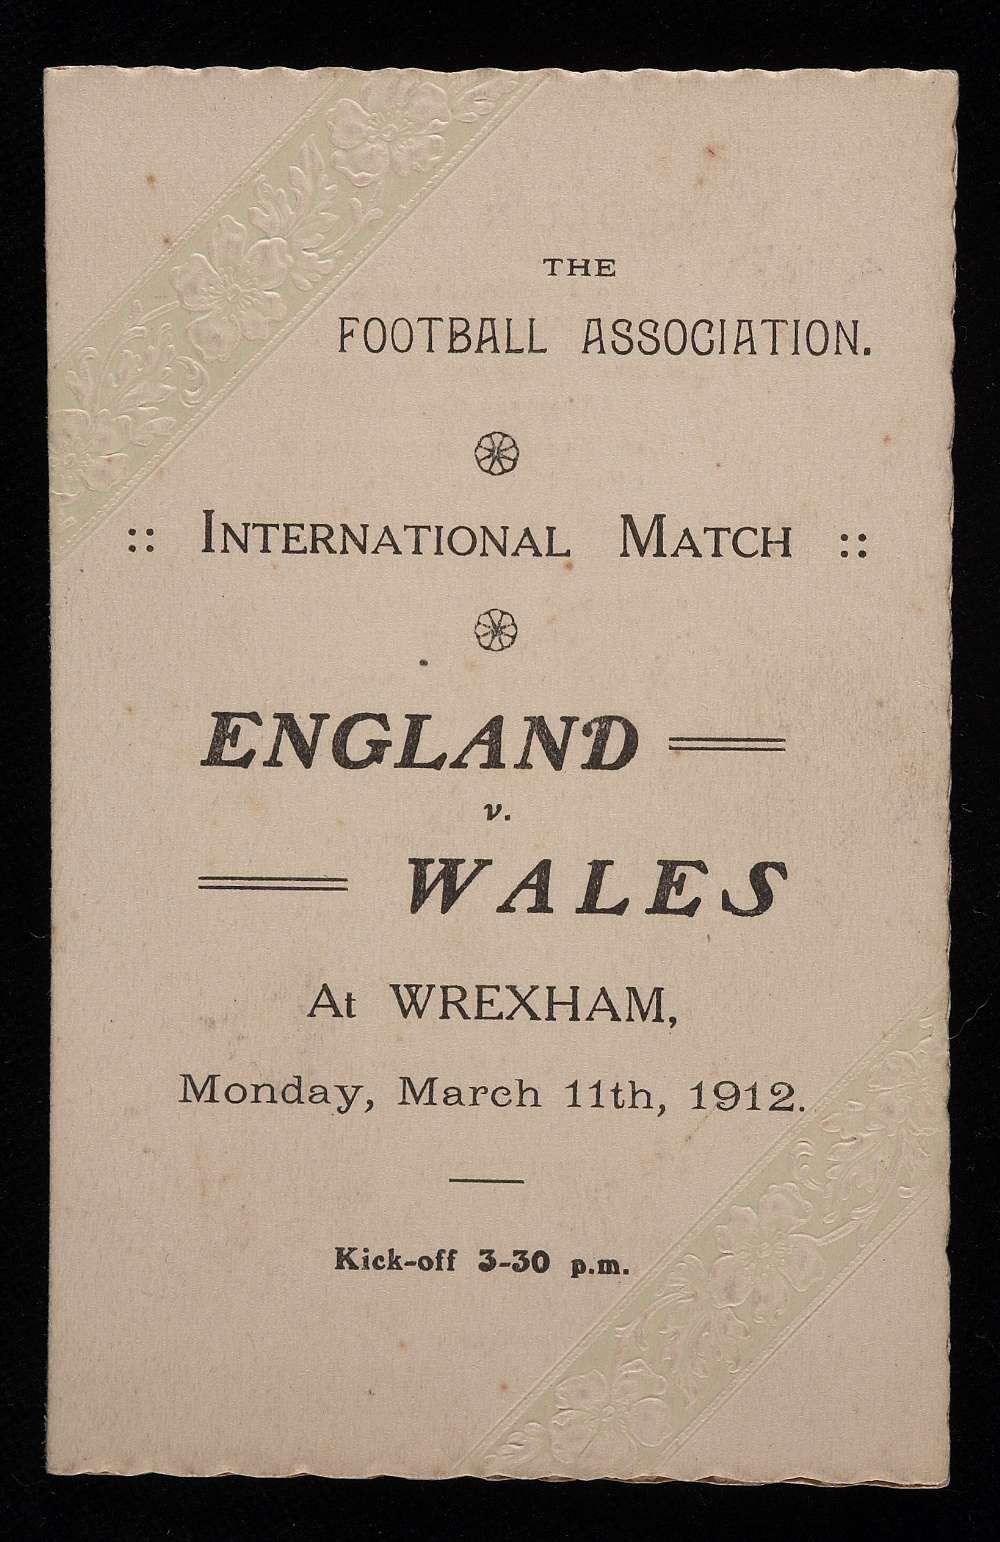 THE
FOOTBALL ASSOCIATION.
:: INTERNATIONAL MATCH ::
ENGLAND
v.
WALES
At WREXHAM,
Monday, March 11th, 1912.
Kick-off 3-30 p.m.